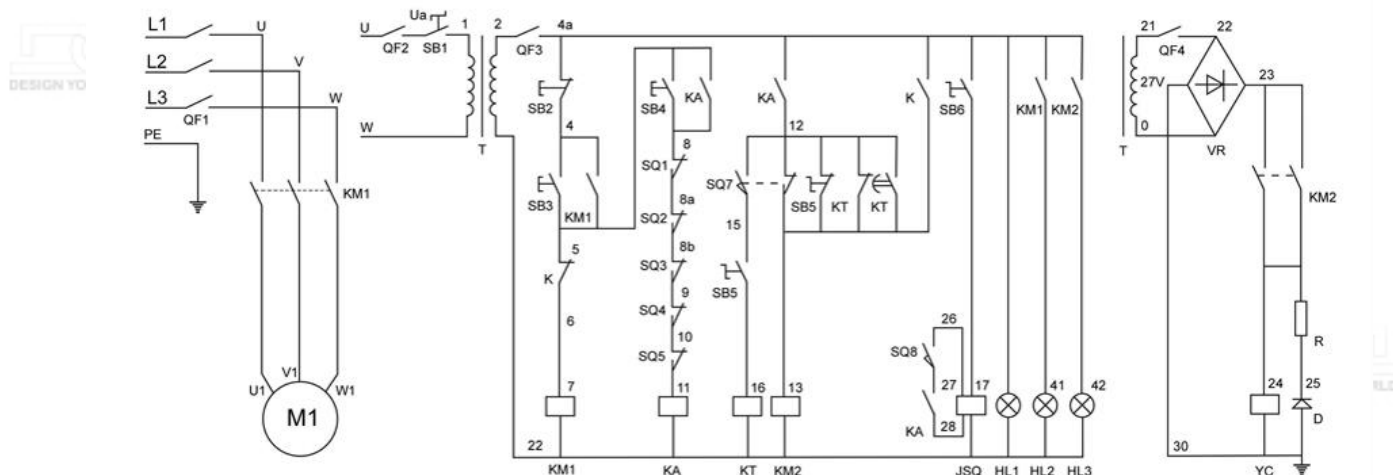 L1
U
L2
V
L3
W
QF1
PE
KM1
U1
V1
W1
M1
U
Ua
1
QF2
SB1
W
T
2
QF3
4a
SB2
4
SB3
KM1
5
K
6
7
22
KM1
SB4
KA
8
SQ1
8a
SQ2
8b
SQ3
9
SQ4
10
SQ5
11
KA
KA
12
SQ7
SB5
KT
KT
15
SB5
16
13
KT
KM2
K
SB6
KM1
KM2
26
SQ8
27
17
KA
28
41
42
JSQ
HL1
HL2
HL3
21
QF4
22
27V
0
T
VR
23
KM2
R
24
25
D
30
YC
DESIGN YO